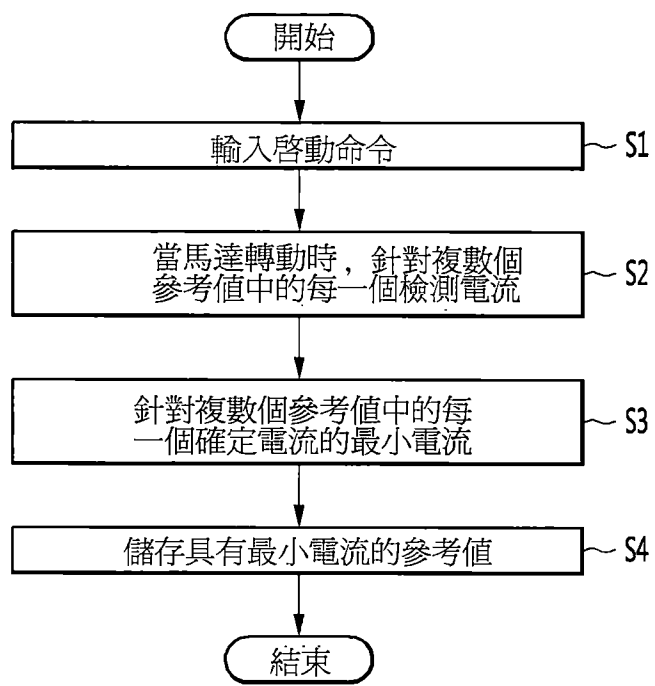 開始
輸入啓動命令
S1
當馬達轉動時，針對複數個
參考值中的每一個檢測電流
S2
針對複數個參考值中的每
一個確定電流的最小電流
S3
儲存具有最小電流的參考值
S4
結束